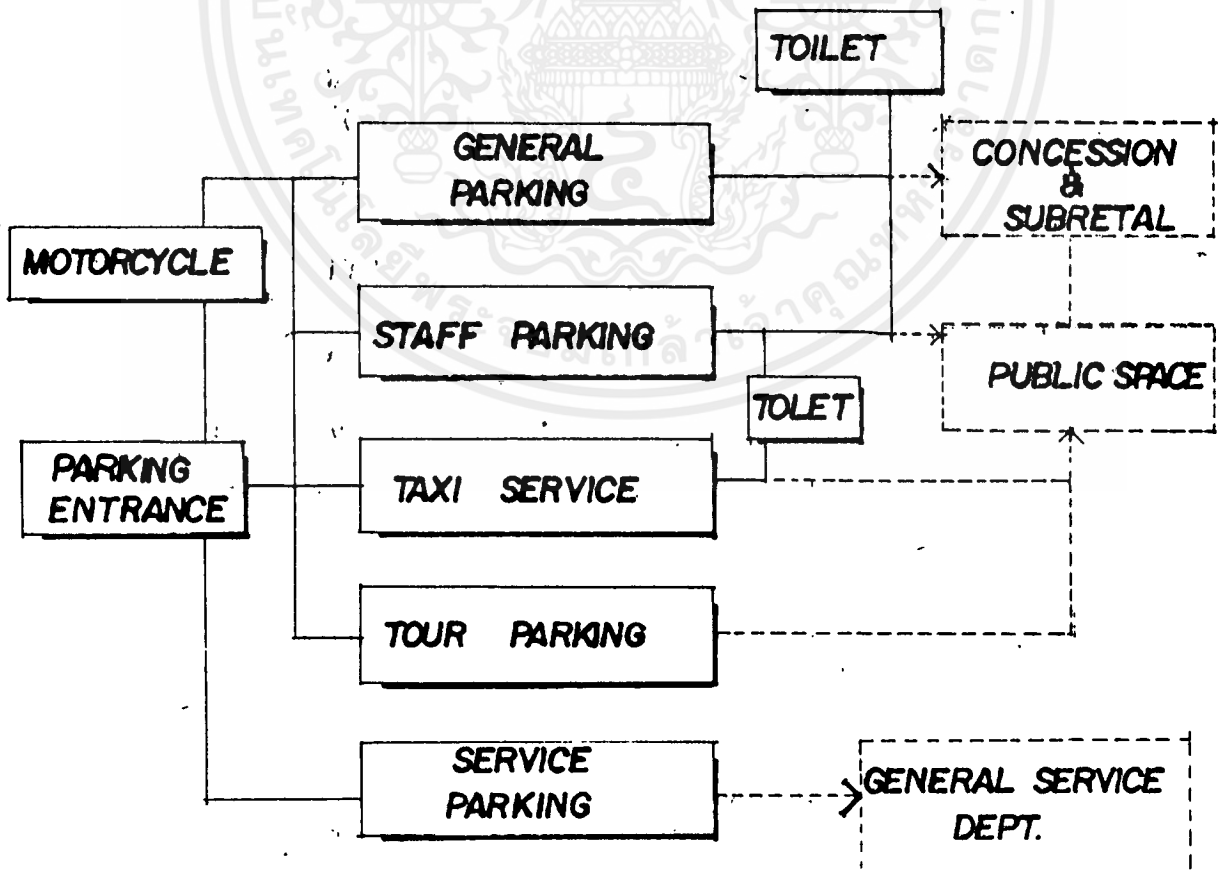 TOILET
GENERAL
PARKING
CONCESSION
&
SUBRETAL
MOTORCYCLE
STAFF PARKING
PUBLIC SPACE
TOLET
PARKING
ENTRANCE
TAXI SERVICE
TOUR PARKING
SERVICE
PARKING
GENERAL SERVICE
DEPT.